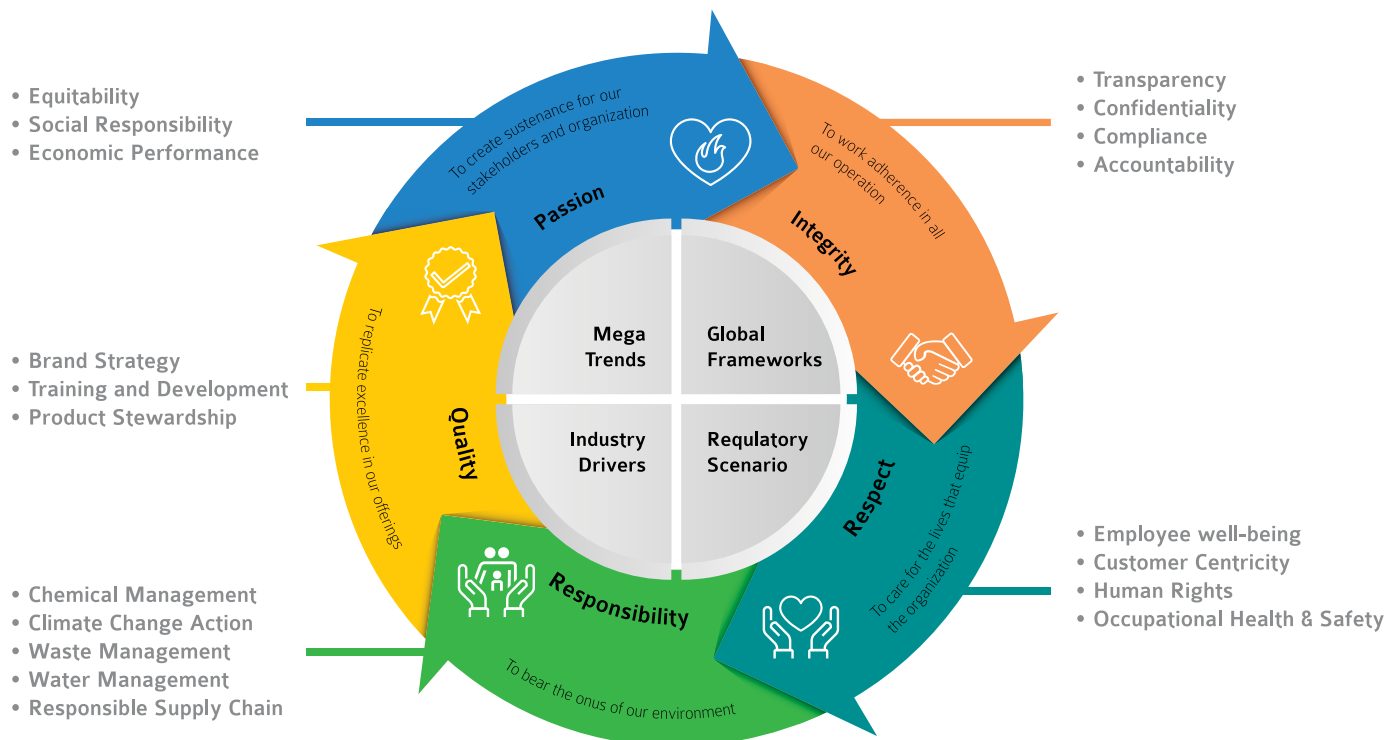 • Equitability
• Social Responsibility
• Economic Performance
To create sustenance for our
stakeholders and organization
Passion
• Transparency
• Confidentiality
• Compliance
• Accountability
To work adherence in all
our operation
Integrity
Mega
Trends
Global
Frameworks
Industry
Drivers
Requlatory
Scenario
• Brand Strategy
• Training and Development
• Product Stewardship
To replicate excellence in our offerings
Quality
Respect
To care for the lives that equip
the organization
• Employee well-being
• Customer Centricity
• Human Rights
• Occupational Health & Safety
• Chemical Management
• Climate Change Action
• Waste Management
• Water Management
• Responsible Supply Chain
Responsibility
To bear the onus of our environment